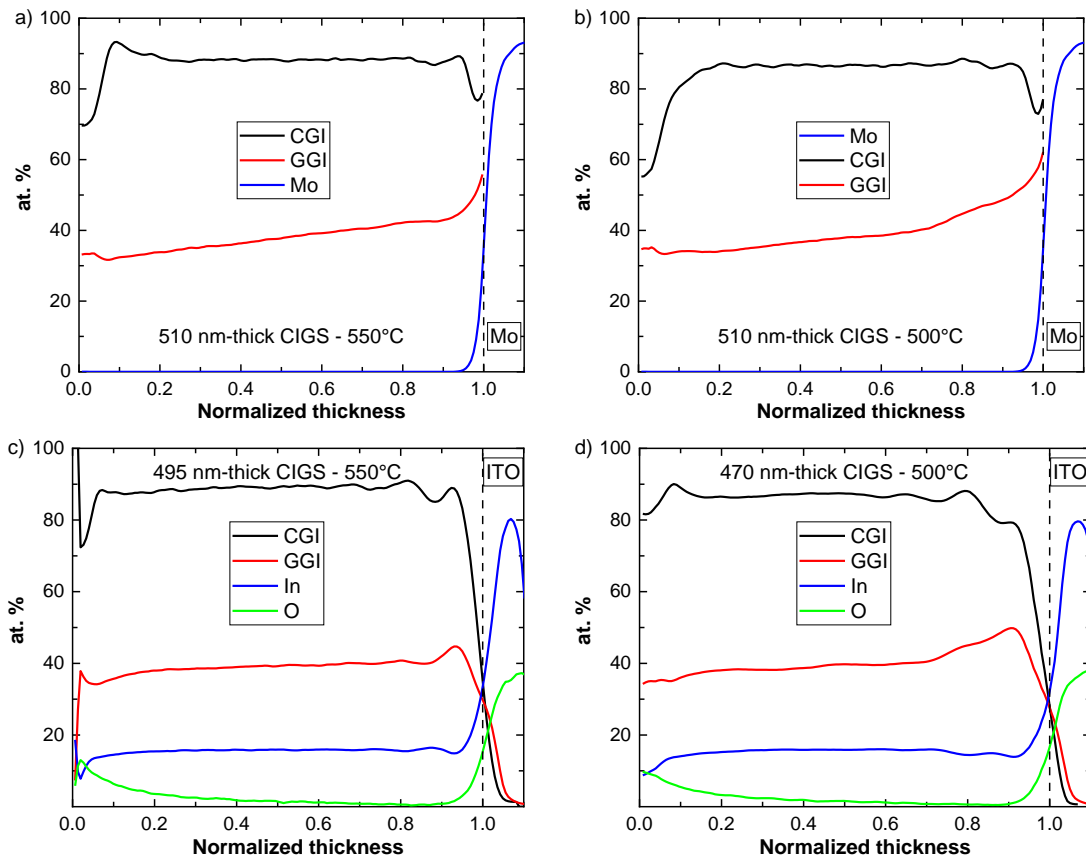 a)
100
80
60
40
20
0
at. %
CGI
GGI
Mo
510 nm-thick CIGS - 550°C
Mo
0.0 0.2 0.4 0.6 0.8 1.0
Normalized thickness
b)
100
80
60
40
20
0
at. %
Mo
CGI
GGI
510 nm-thick CIGS - 500°C
Mo
0.0 0.2 0.4 0.6 0.8 1.0
Normalized thickness
c)
100
80
60
40
20
at. %
495 nm-thick CIGS - 550°C
ITO
CGI
GGI
In
O
0.0 0.2 0.4 0.6 0.8 1.0
Normalized thickness
d)
100
80
60
40
20
at. %
470 nm-thick CIGS - 500°C
ITO
CGI
GGI
In
O
0.0 0.2 0.4 0.6 0.8 1.0
Normalized thickness